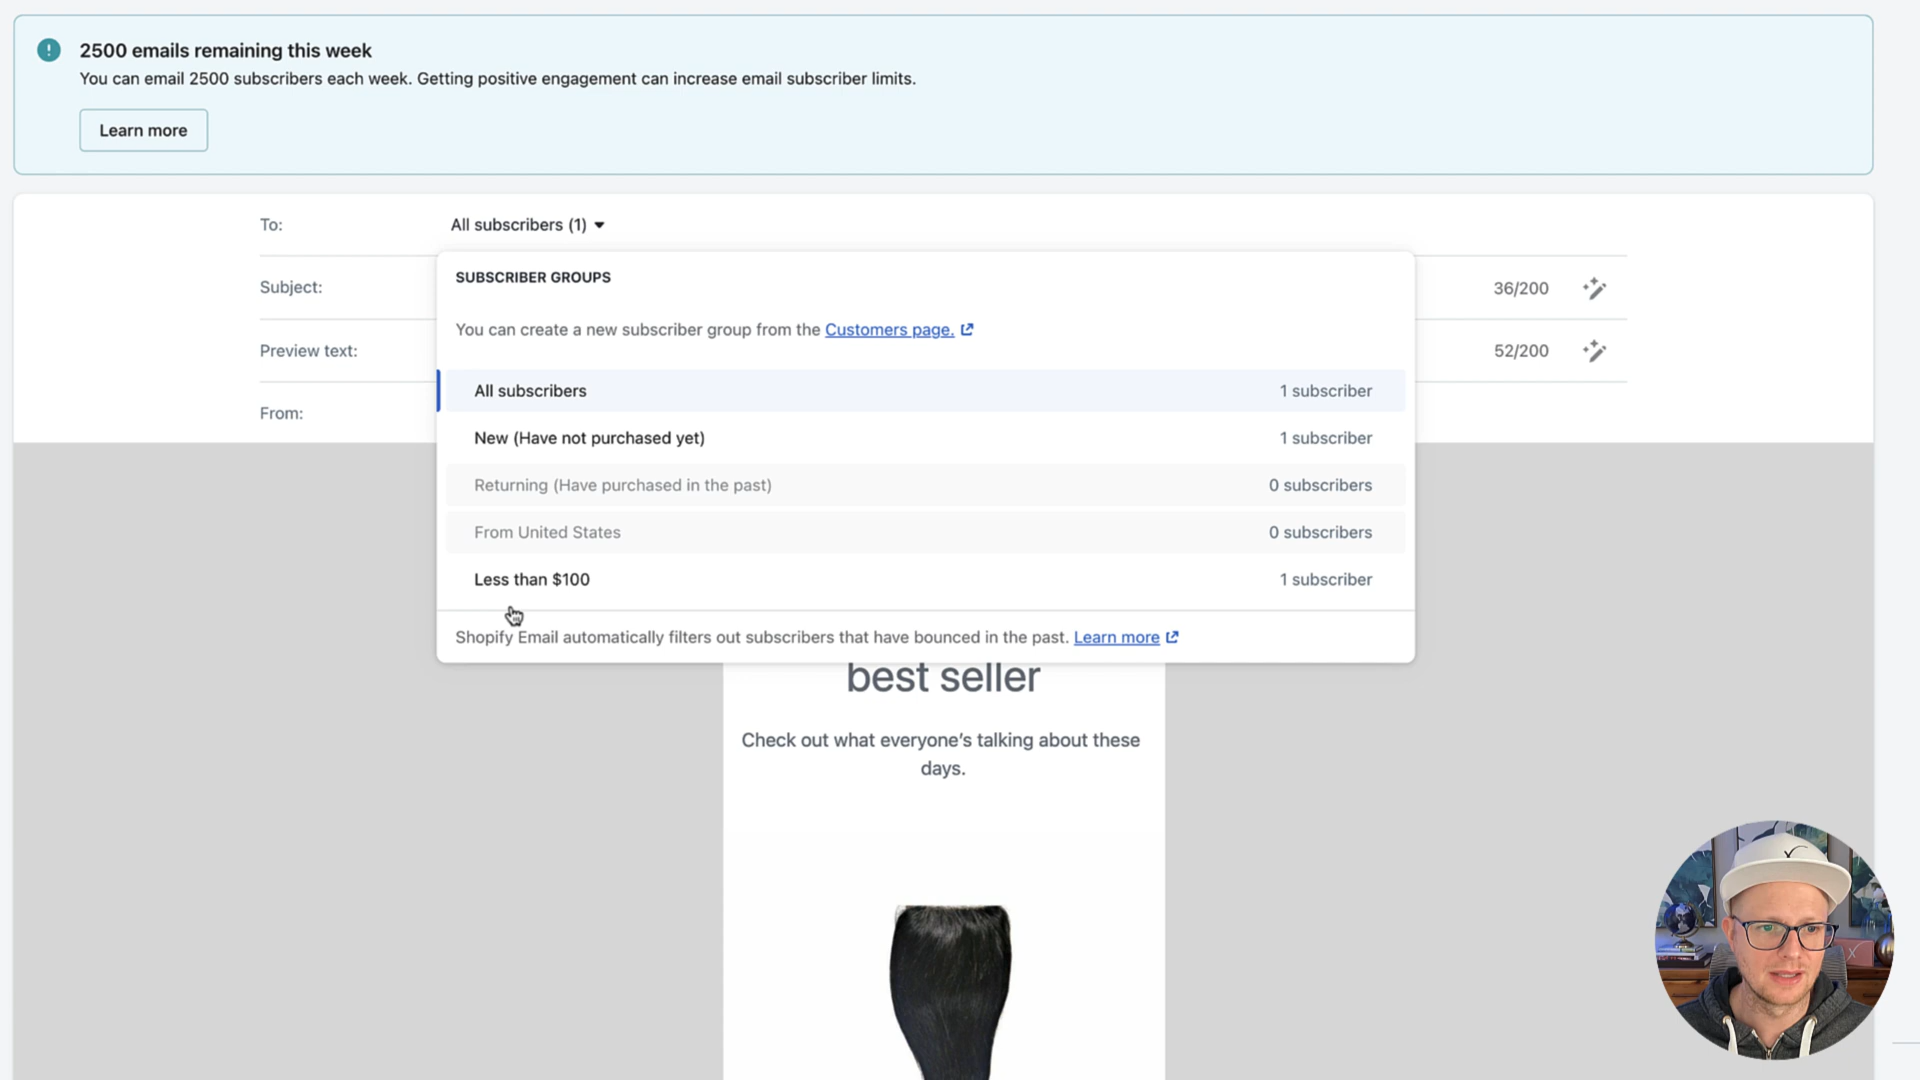 2500 emails remaining this week
You can email 2500 subscribers each week. Getting positive engagement can increase email subscriber limits.
Learn more
To:
All subscribers (1)
SUBSCRIBER GROUPS
Subject:
36/200
You can create a new subscriber group from the Customers page.
Preview text:
52/200
All subscribers
1 subscriber
From:
New (Have not purchased yet)
1 subscriber
Returning (Have purchased in the past)
0 subscribers
From United States
0 subscribers
Less than $100
1 subscriber
Shopify Email automatically filters out subscribers that have bounced in the past. Learn more
best seller
Check out what everyone’s talking about these
days.